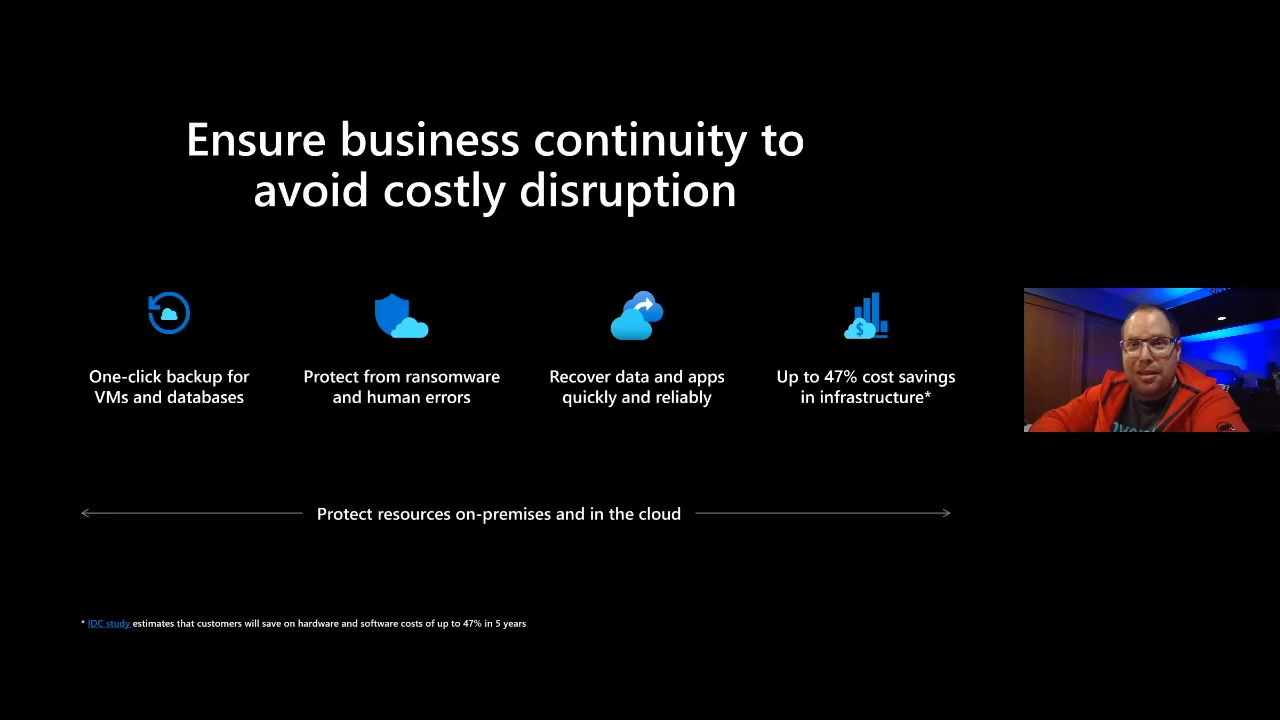 Ensure business continuity to
avoid costly disruption
One-click backup for
VMs and databases
Protect from ransomware
and human errors
Recover data and apps
quickly and reliably
$
Up to 47% cost savings
in infrastructure*
Protect resources on-premises and in the cloud
* IDC study estimates that customers will save on hardware and software costs of up to 47% in 5 years